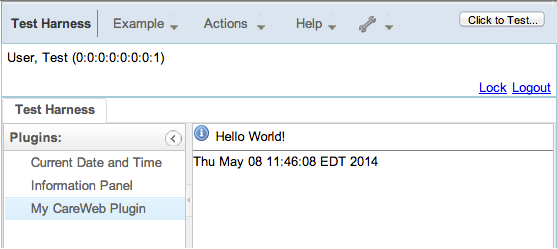 Test Harness Example Actions Help Click to Test...
User, Test (0:0:0:0:0:0:0:1)
Lock Logout
Test Harness
Plugins:
Hello World!
Current Date and Time
Thu May 08 11:46:08 EDT 2014
Information Panel
My CareWeb Plugin